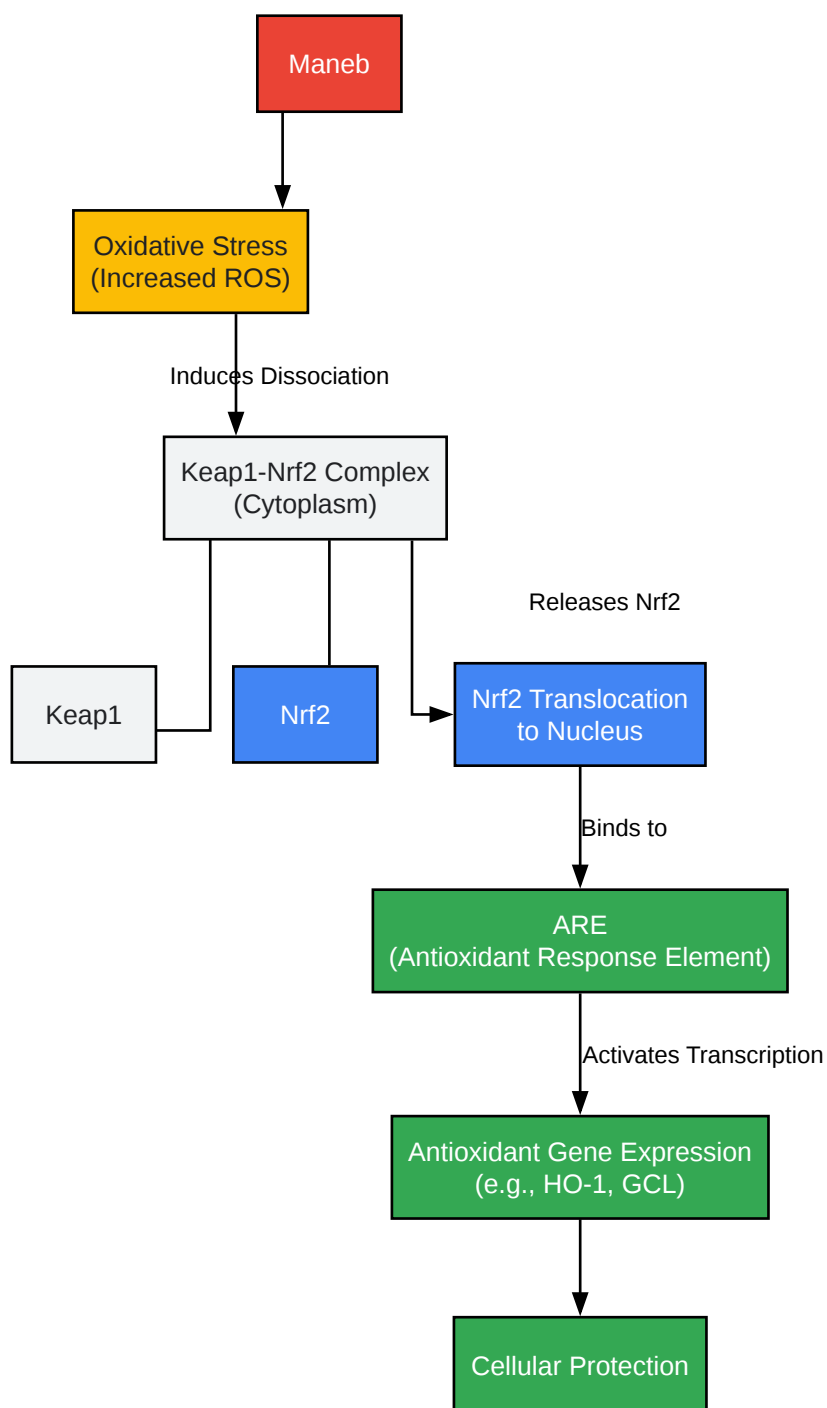 Maneb
Oxidative Stress
(Increased ROS)
Induces Dissociation
Keap1-Nrf2 Complex
(Cytoplasm)
Releases Nrf2
Keap1
Nrf2
Nrf2 Translocation
to Nucleus
Binds to
ARE
(Antioxidant Response Element)
Activates Transcription
Antioxidant Gene Expression
(e.g., HO-1, GCL)
Cellular Protection